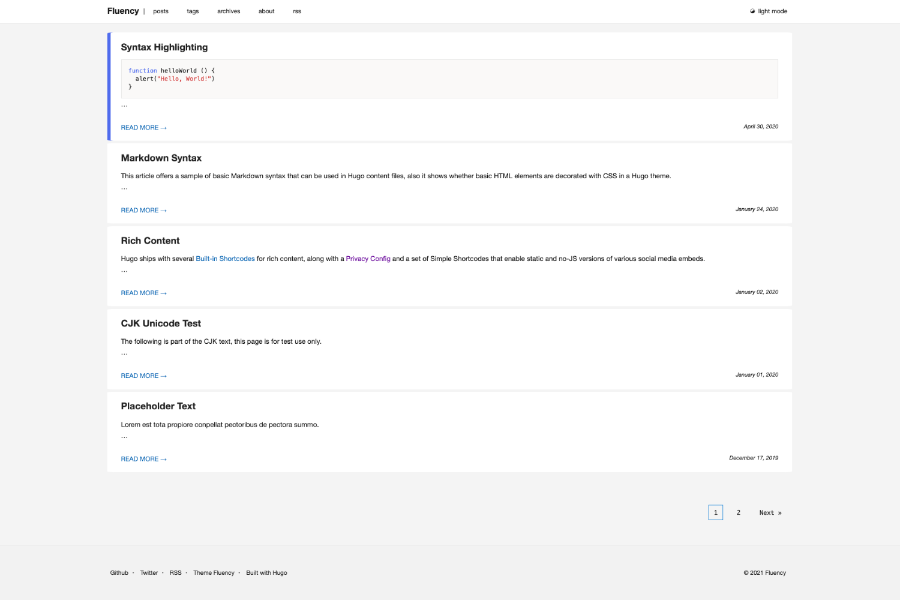 Fluency | posts tags archives about rss light mode
Syntax Highlighting
function helloWorld () {
alert("Hello, World!")
}
...
READ MORE → April 30, 2020
Markdown Syntax
This article offers a sample of basic Markdown syntax that can be used in Hugo content files, also it shows whether basic HTML elements are decorated with CSS in a Hugo theme.
...
READ MORE → January 24, 2020
Rich Content
Hugo ships with several Built-in Shortcodes for rich content, along with a Privacy Config and a set of Simple Shortcodes that enable static and no-JS versions of various social media embeds.
...
READ MORE → January 02, 2020
CJK Unicode Test
The following is part of the CJK text, this page is for test use only.
...
READ MORE → January 01, 2020
Placeholder Text
Lorem est tota propiore conpellat pectoribus de pectora summo.
...
READ MORE → December 17, 2019
1 2 Next »
Github · Twitter · RSS · Theme Fluency · Built with Hugo © 2021 Fluency